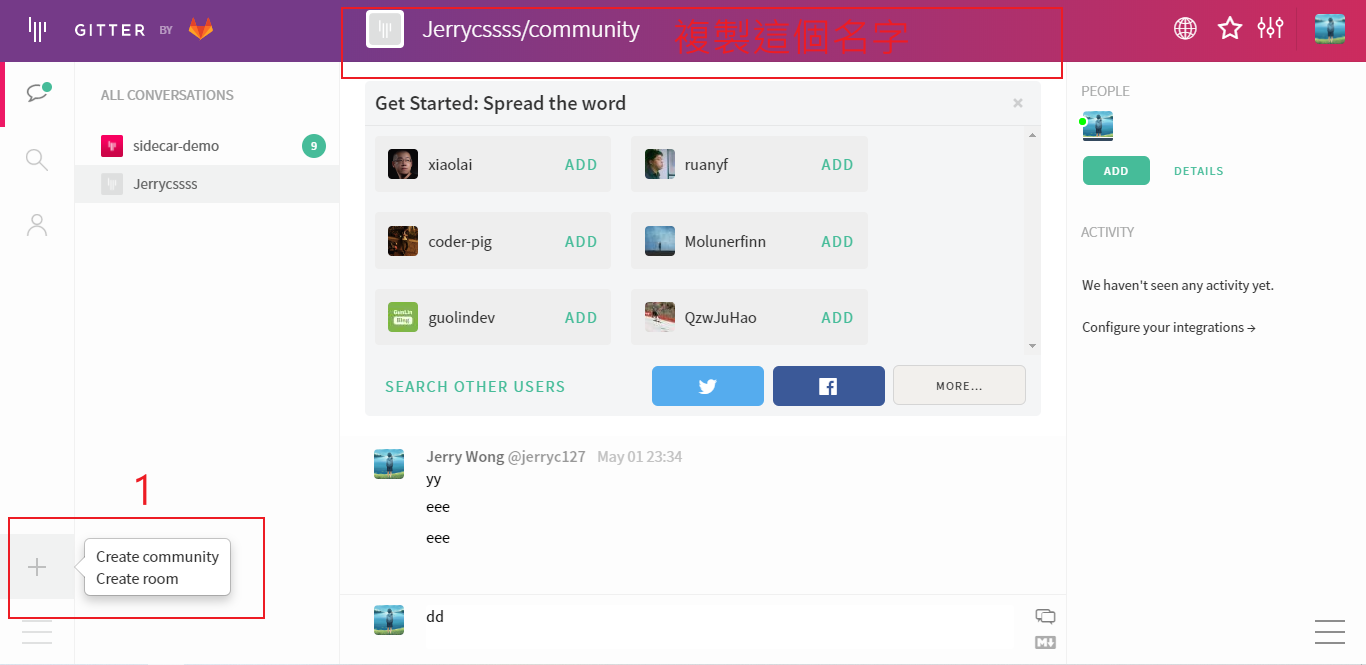 GITTER BY
Jerrycssss/community
複製這個名字
ALL CONVERSATIONS
sidecar-demo 9
Jerrycssss
Get Started: Spread the word ×
xiaolai ADD
ruanyf ADD
coder-pig ADD
Molunerfinn ADD
GuoLin
Blog
guolindev ADD
QzwJuHao ADD
SEARCH OTHER USERS
MORE...
PEOPLE
ADD DETAILS
ACTIVITY
We haven't seen any activity yet.
Configure your integrations →
Jerry Wong @jerryc127 May 01 23:34
yy
eee
eee
1
Create community
Create room
dd
M↓